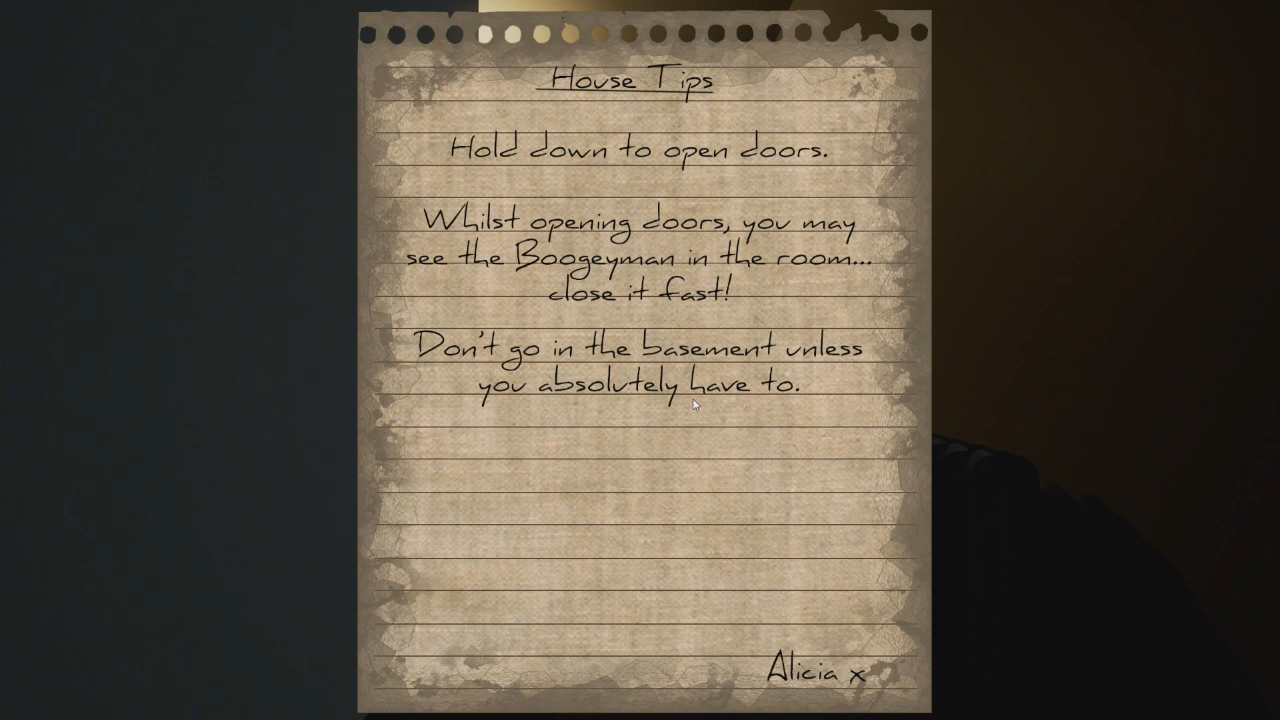 House Tips
Hold down to open doors.
Whilst opening doors, you may
see the Boogeyman in the room...
close it fast!
Don't go in the basement unless
you absolutely have to.
Alicia x